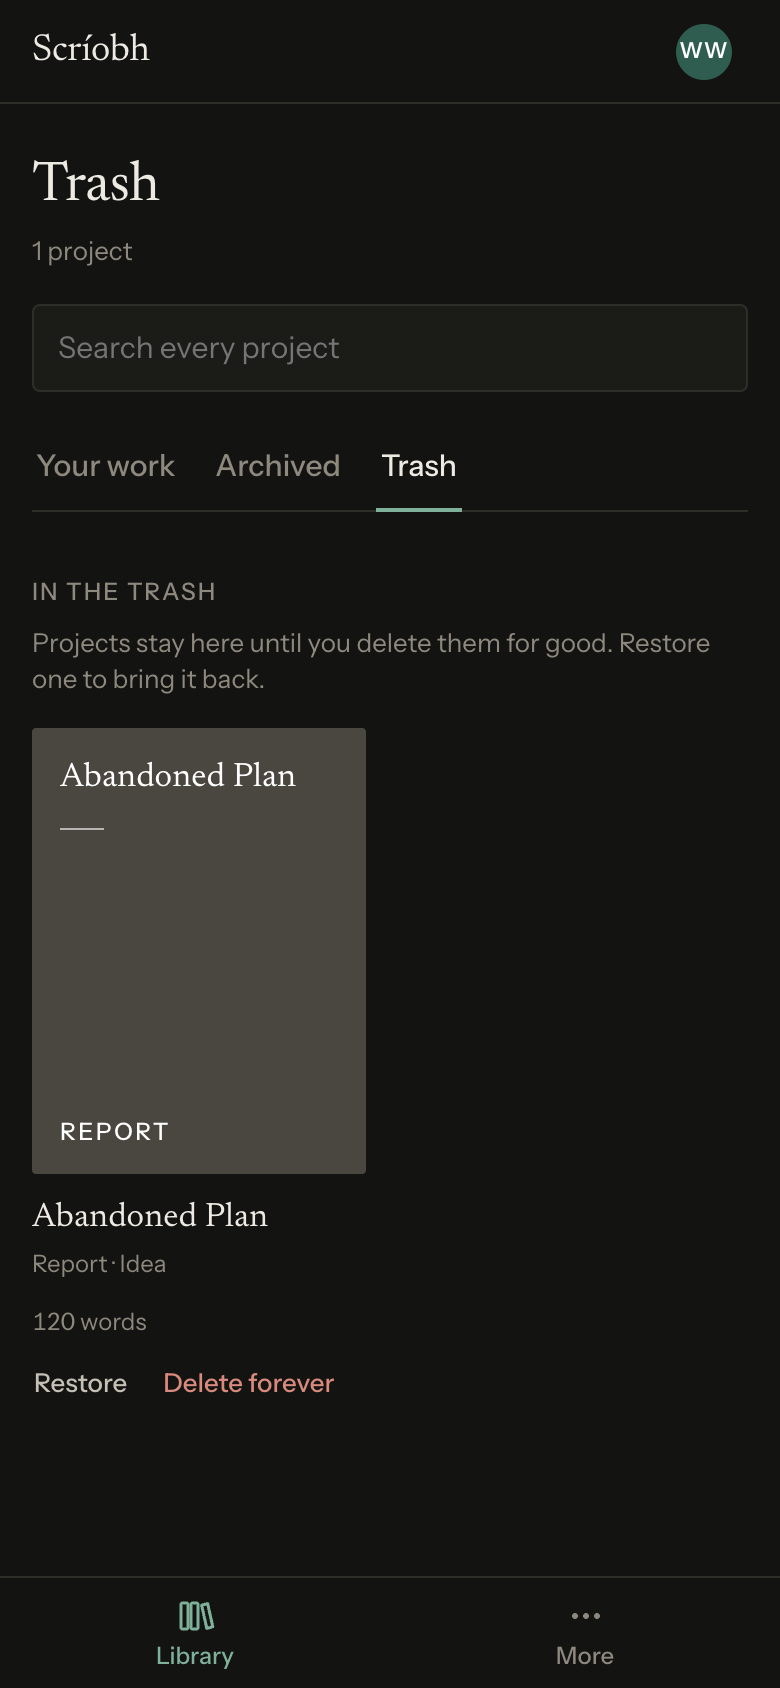 Scríobh
WW
Trash
1 project
Search every project
Your work Archived Trash
IN THE TRASH
Projects stay here until you delete them for good. Restore
one to bring it back.
Abandoned Plan
REPORT
Abandoned Plan
Report · Idea
120 words
Restore Delete forever
Library More